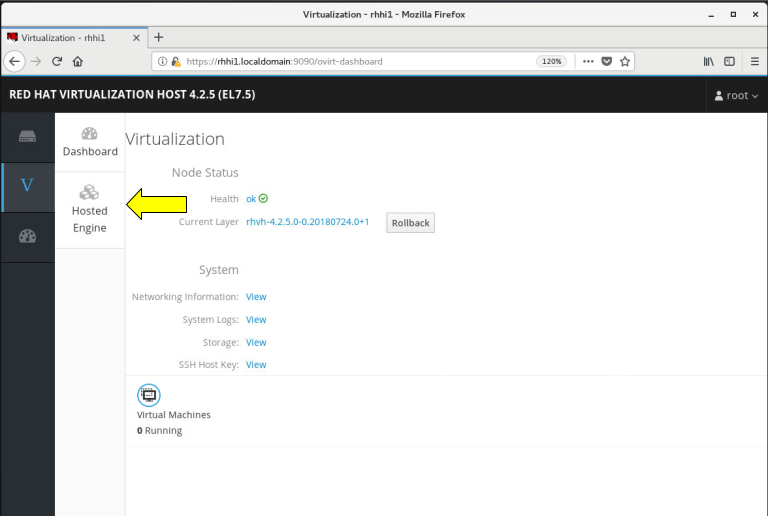 Virtualization - rhhi1 - Mozilla Firefox
Virtualization - rhhi1
https://rhhi1.localdomain:9090/ovirt-dashboard
120%
RED HAT VIRTUALIZATION HOST 4.2.5 (EL7.5)
root
V
Dashboard
Hosted
Engine
Virtualization
Node Status
Health ok
Current Layer rhvh-4.2.5.0-0.20180724.0+1 Rollback
System
Networking Information: View
System Logs: View
Storage: View
SSH Host Key: View
Virtual Machines
0 Running